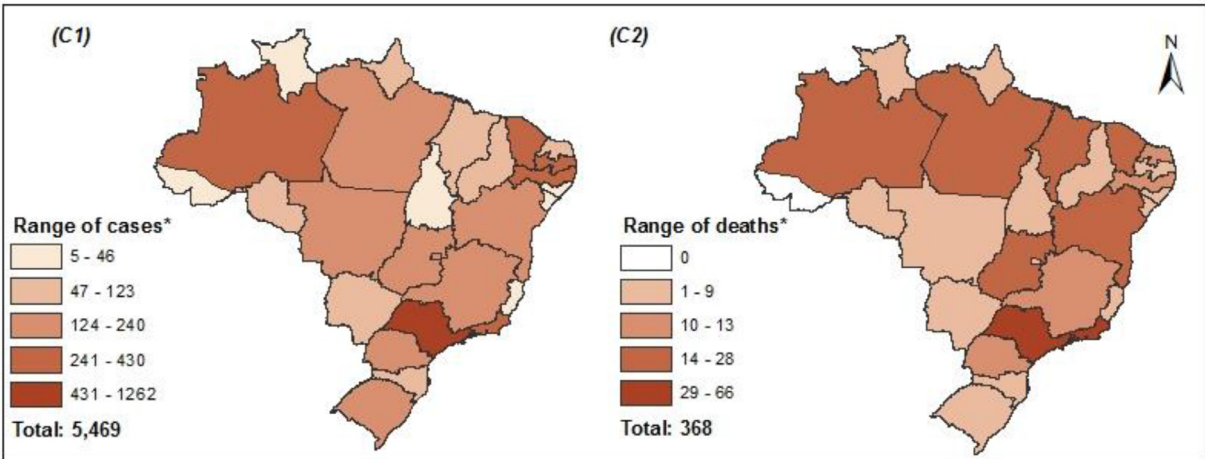 (C1)
Range of cases*
5 - 46
47 - 123
124 - 240
241 - 430
431 - 1262
Total: 5,469
(C2)
N
Range of deaths*
0
1 - 9
10 - 13
14 - 28
29 - 66
Total: 368